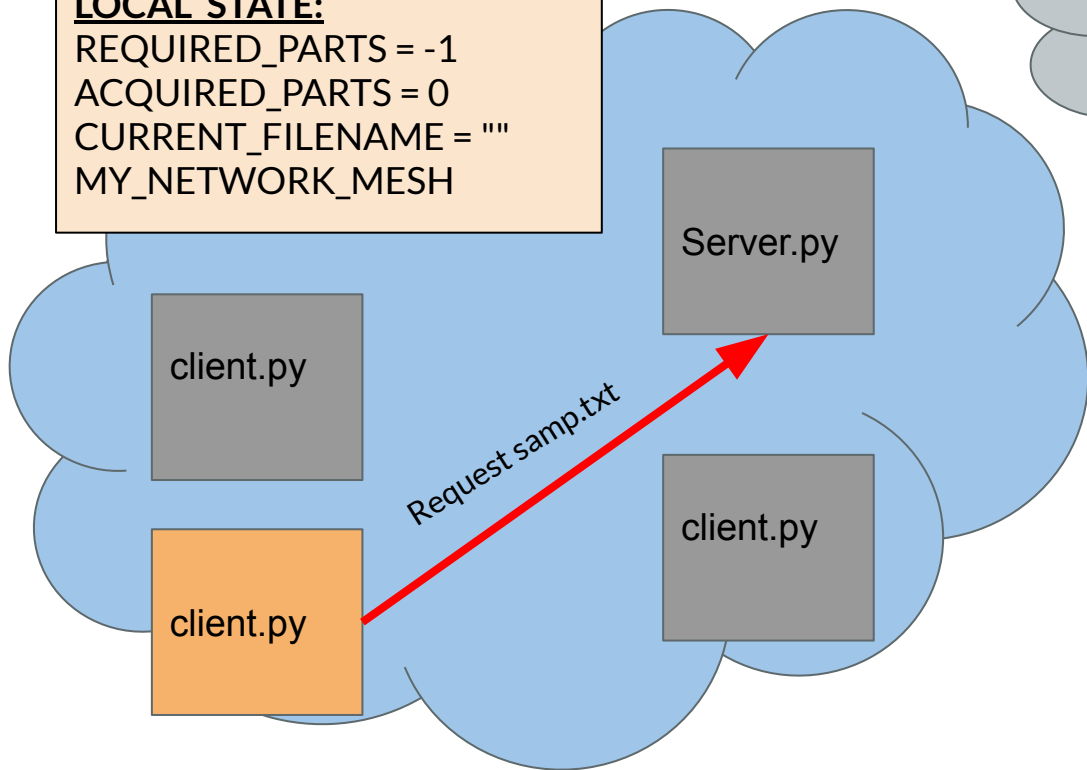 LOCAL STATE:
REQUIRED_PARTS = -1
ACQUIRED_PARTS = 0
CURRENT_FILENAME = ""
MY_NETWORK_MESH
Server.py
client.py
Request samp.txt
client.py
client.py